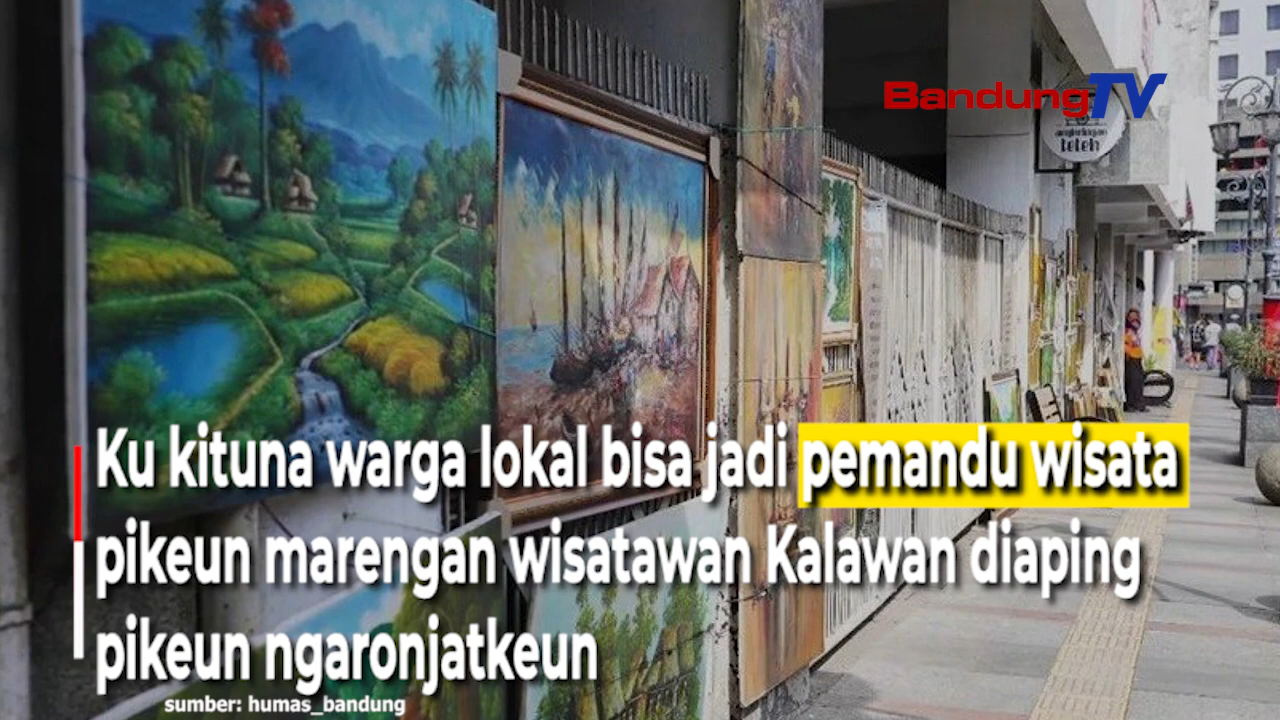 BandungTV
Ku kituna warga lokal bisa jadi pemandu wisata
pikeun marengan wisatawan Kalawan diaping
pikeun ngaronjatkeun
sumber: humas_bandung